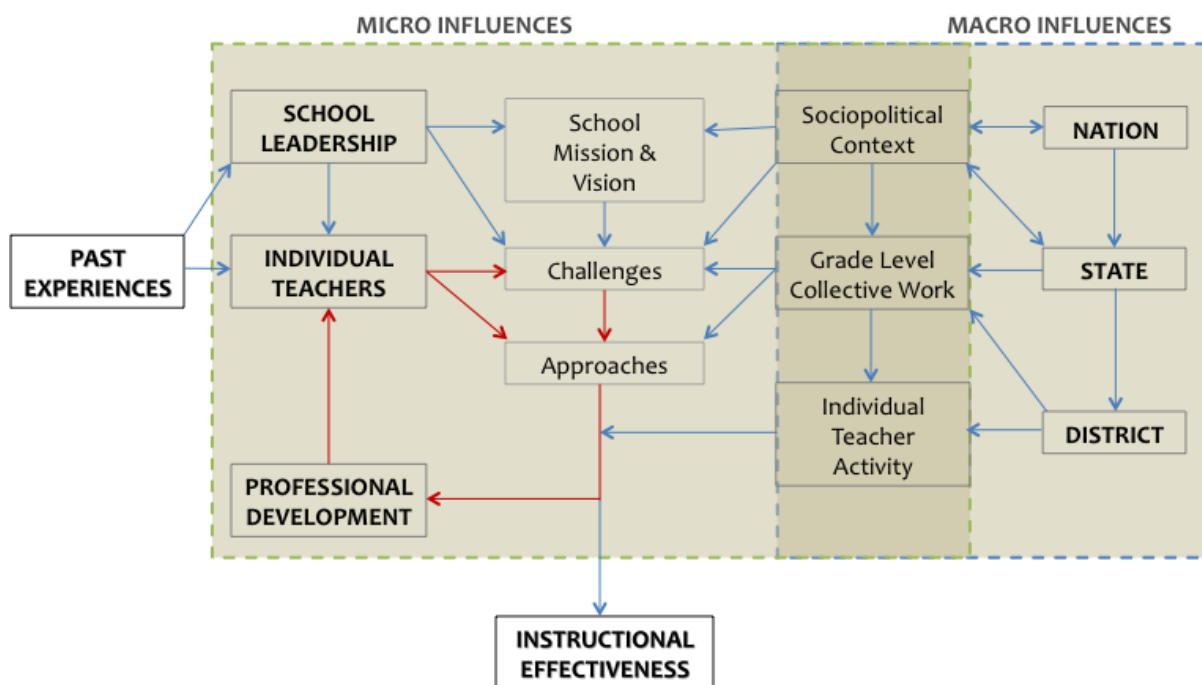 MICRO INFLUENCES
MACRO INFLUENCES
SCHOOL
LEADERSHIP
School
Mission &
Vision
Sociopolitical
Context
NATION
PAST
EXPERIENCES
INDIVIDUAL
TEACHERS
Challenges
Grade Level
Collective Work
STATE
Approaches
Individual
Teacher
Activity
DISTRICT
PROFESSIONAL
DEVELOPMENT
INSTRUCTIONAL
EFFECTIVENESS